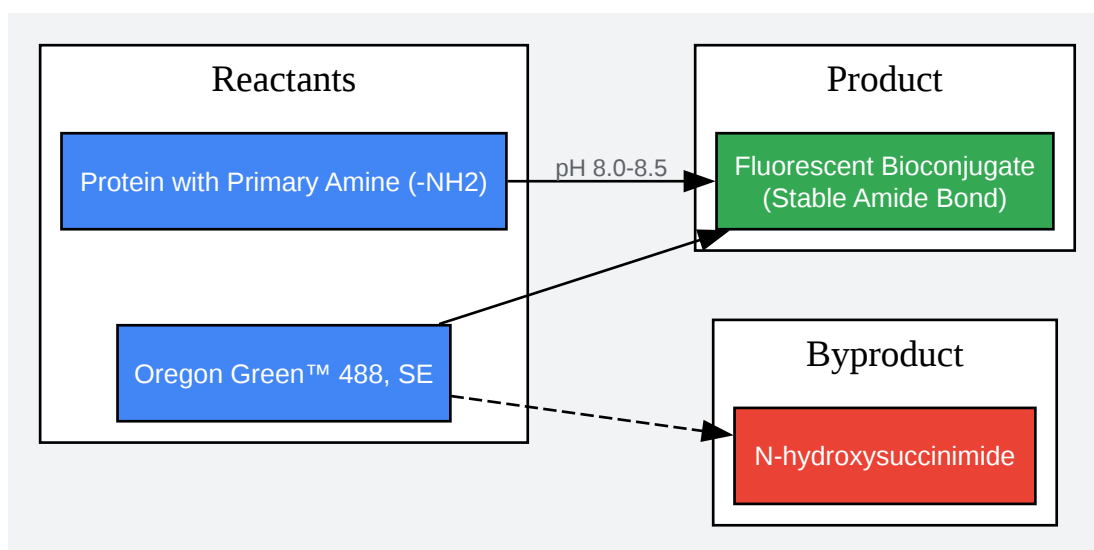 Reactants
Product
Protein with Primary Amine (-NH2)
pH 8.0-8.5
Fluorescent Bioconjugate
(Stable Amide Bond)
Oregon Green™ 488, SE
Byproduct
N-hydroxysuccinimide